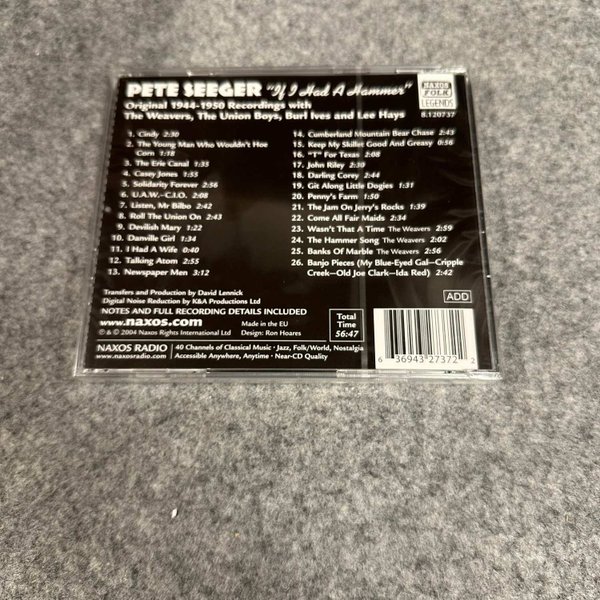 PETE SEEGER "If I Had A Hammer"
Original 1944-1950 Recordings with
The Weavers, The Union Boys, Burl Ives and Lee Hays
NAXOS
FOLK
LEGENDS
8.120737
1. Cindy 2:30
2. The Young Man Who Wouldn't Hoe
Corn 1:18
3. The Erie Canal 1:35
4. Casey Jones 1:55
5. Solidarity Forever 2:56
6. U.A.W.–C.I.O. 2:08
7. Listen, Mr Bilbo 2:42
8. Roll The Union On 2:43
9. Devilish Mary 1:22
10. Danville Girl 1:34
11. I Had A Wife 0:40
12. Talking Atom 2:55
13. Newspaper Men 3:12
14. Cumberland Mountain Bear Chase 2:43
15. Keep My Skillet Good And Greasy 0:56
16. "T" For Texas 2:08
17. John Riley 2:30
18. Darling Corey 2:04
19. Git Along Little Dogies 1:31
20. Penny's Farm 1:50
21. The Jam On Jerry's Rocks 1:39
22. Come All Fair Maids 2:34
23. Wasn't That A Time The Weavers 2:59
24. The Hammer Song The Weavers 2:02
25. Banks Of Marble The Weavers 2:56
26. Banjo Pieces (My Blue-Eyed Gal—Cripple
Creek—Old Joe Clark—Ida Red) 2:42
Transfers and Production by David Lennick
Digital Noise Reduction by K&A Productions Ltd
NOTES AND FULL RECORDING DETAILS INCLUDED
www.naxos.com
Made in the EU
℗ & © 2004 Naxos Rights International Ltd
Design: Ron Hoares
Total
Time
56:47
ADD
NAXOS RADIO
www.naxosradio.com
40 Channels of Classical Music · Jazz, Folk/World, Nostalgia
Accessible Anywhere, Anytime · Near-CD Quality
6 36943 27372 2